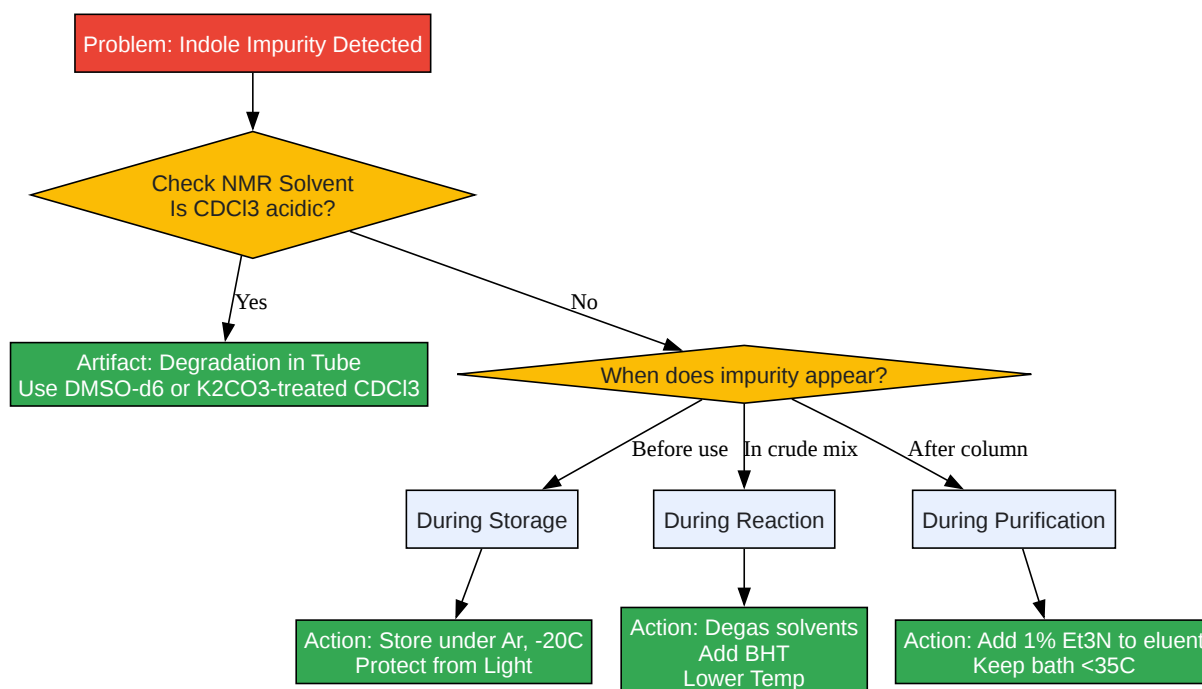 Problem: Indole Impurity Detected
Check NMR Solvent
Is CDCl3 acidic?
Yes
No
Artifact: Degradation in Tube
Use DMSO-d6 or K2CO3-treated CDCl3
When does impurity appear?
Before use
In crude mix
After column
During Storage
During Reaction
During Purification
Action: Store under Ar, -20C
Protect from Light
Action: Degas solvents
Add BHT
Lower Temp
Action: Add 1% Et3N to eluent
Keep bath <35C